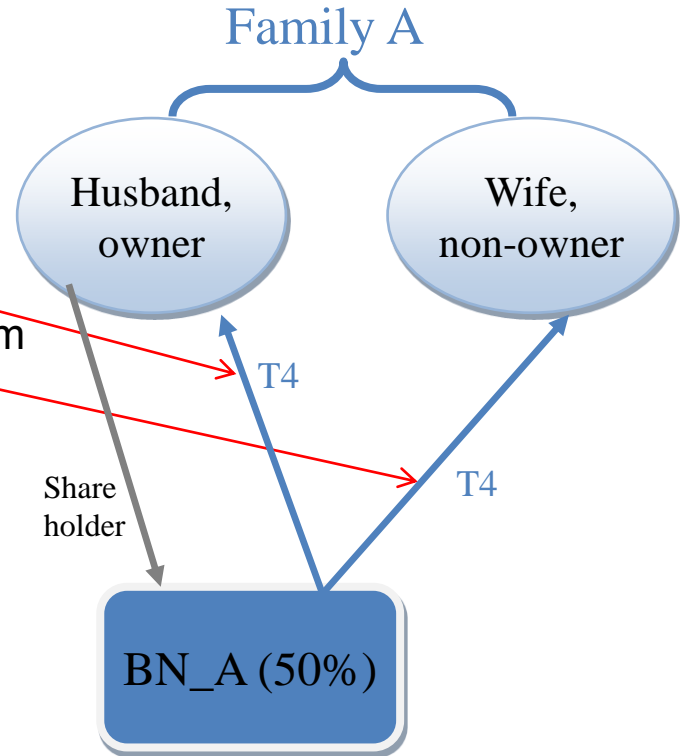 Family A
Husband,
owner
Wife,
non-owner
m
T4
T4
Share
holder
BN_A (50%)